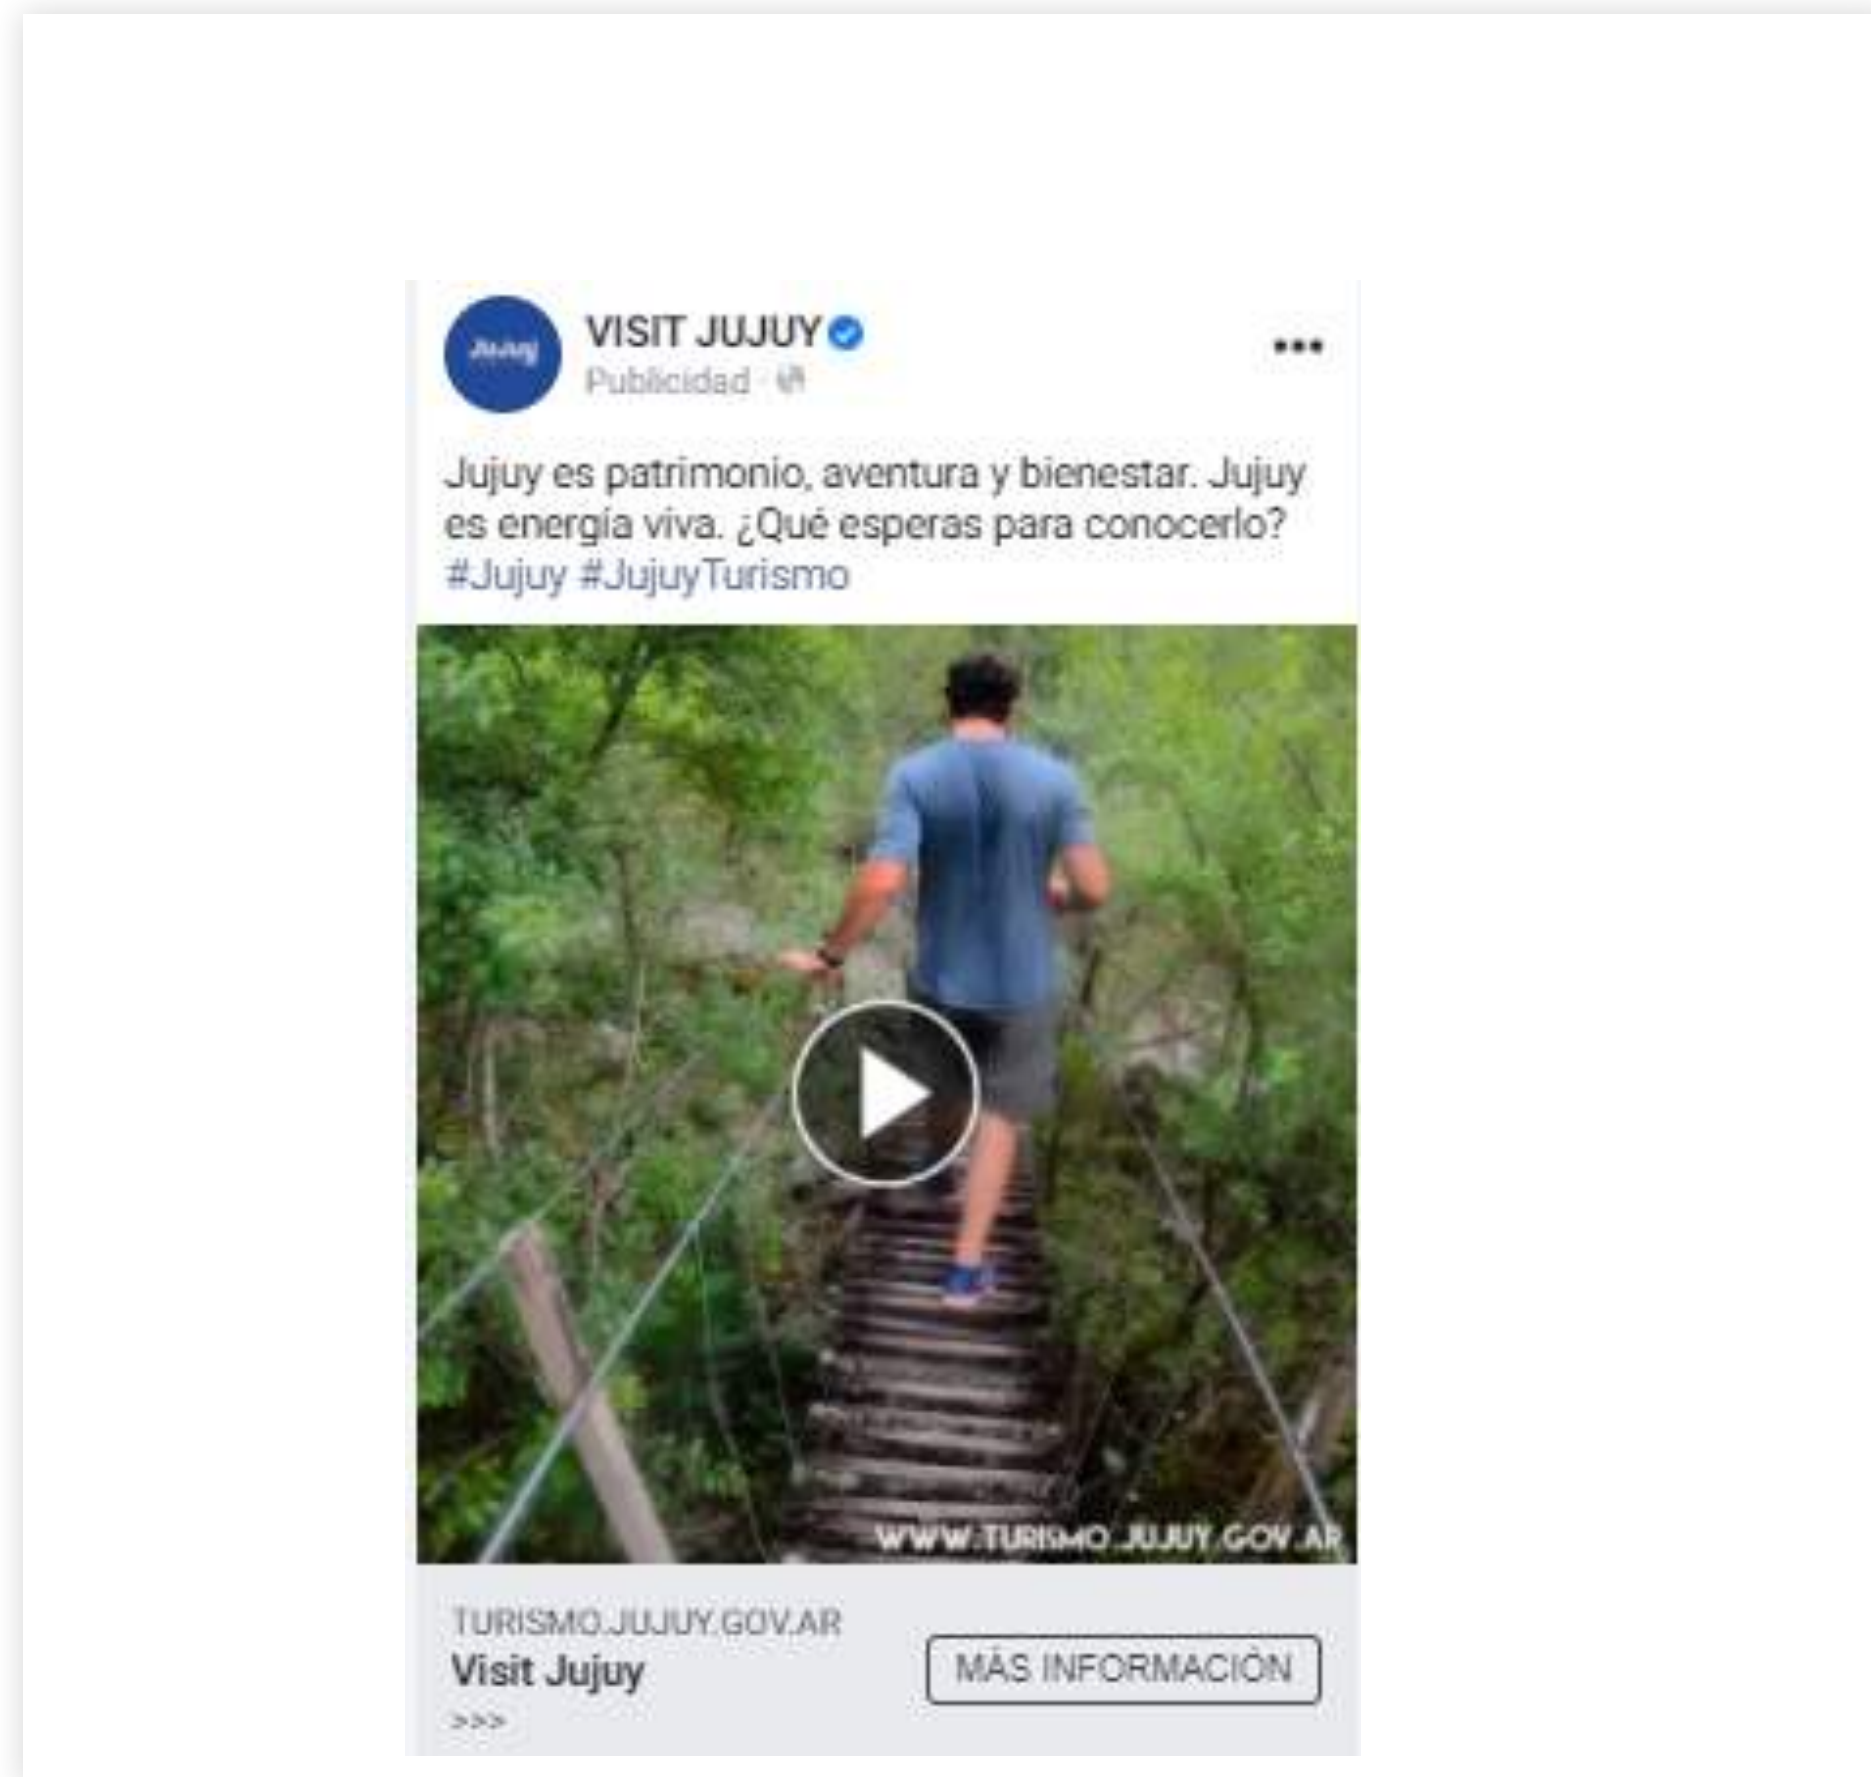 Jujuy
VISIT JUJUY
Publicidad ·
Jujuy es patrimonio, aventura y bienestar. Jujuy
es energía viva. ¿Qué esperas para conocerlo?
#Jujuy #JujuyTurismo
WWW.TURISMO.JUJUY.GOV.AR
TURISMO.JUJUY.GOV.AR
Visit Jujuy
MÁS INFORMACIÓN
>>>